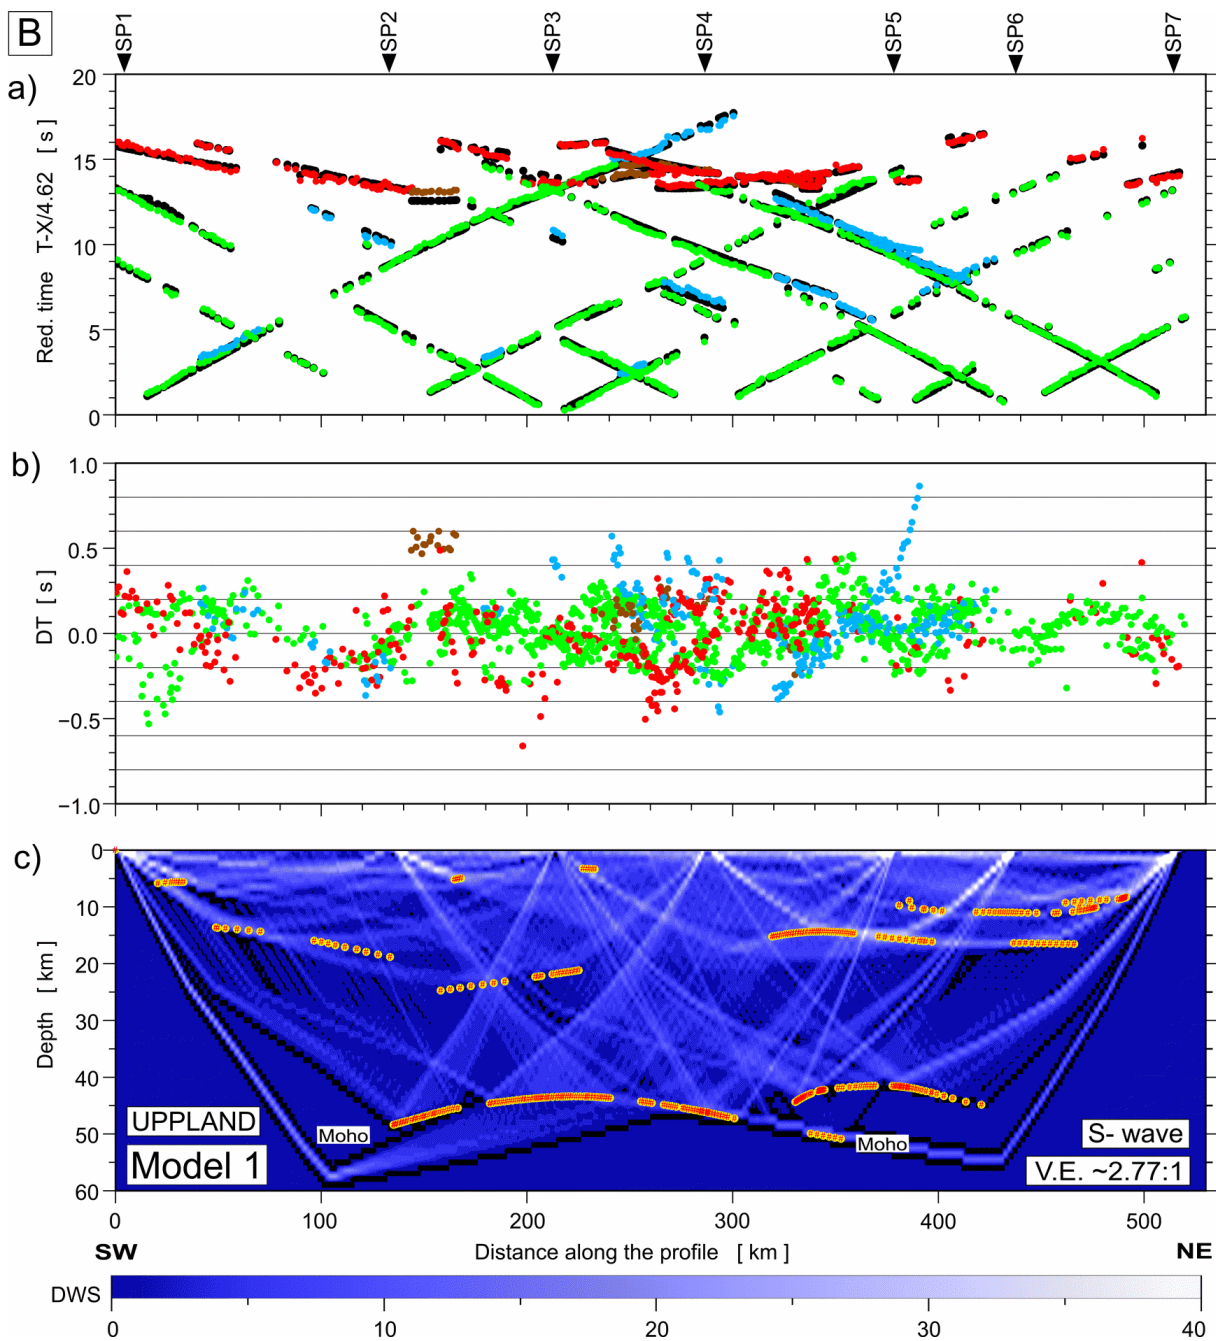 B
SP1 SP2 SP3 SP4 SP5 SP6 SP7
a)
Red. time T-X/4.62 [ s ]
20
15
10
5
0
b)
DT [ s ]
1.0
0.5
0.0
−0.5
−1.0
c)
Depth [ km ]
0
10
20
30
40
50
60
UPPLAND
Model 1
Moho
Moho
S- wave
V.E. ~2.77:1
0 100 200 300 400 500
SW Distance along the profile [ km ] NE
DWS
0 10 20 30 40